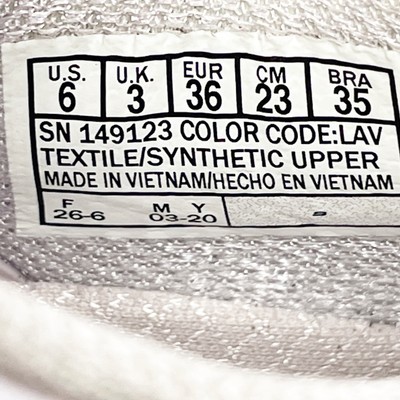 U.S. U.K. EUR CM BRA
6 3 36 23 35
SN 149123 COLOR CODE:LAV
TEXTILE/SYNTHETIC UPPER
MADE IN VIETNAM/HECHO EN VIETNAM
F M Y
26-6 03-20